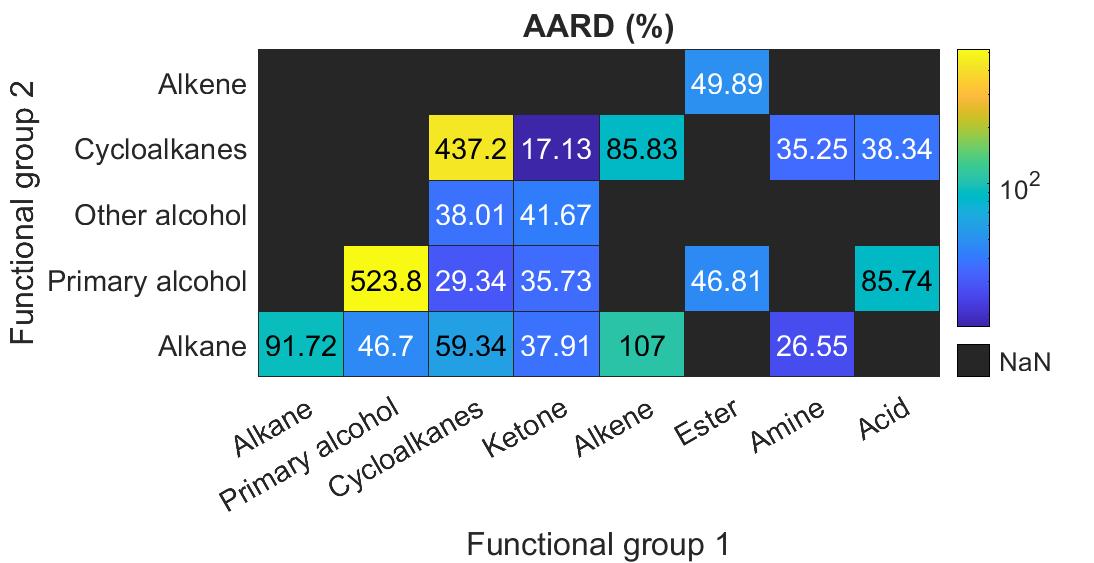 AARD (%)
Functional group 2
Alkene
49.89
Cycloalkanes
437.2 17.13 85.83 35.25 38.34
Other alcohol
38.01 41.67
Primary alcohol
523.8 29.34 35.73 46.81 85.74
Alkane
91.72 46.7 59.34 37.91 107 26.55
10²
NaN
Alkane
Primary alcohol
Cycloalkanes
Ketone
Alkene
Ester
Amine
Acid
Functional group 1